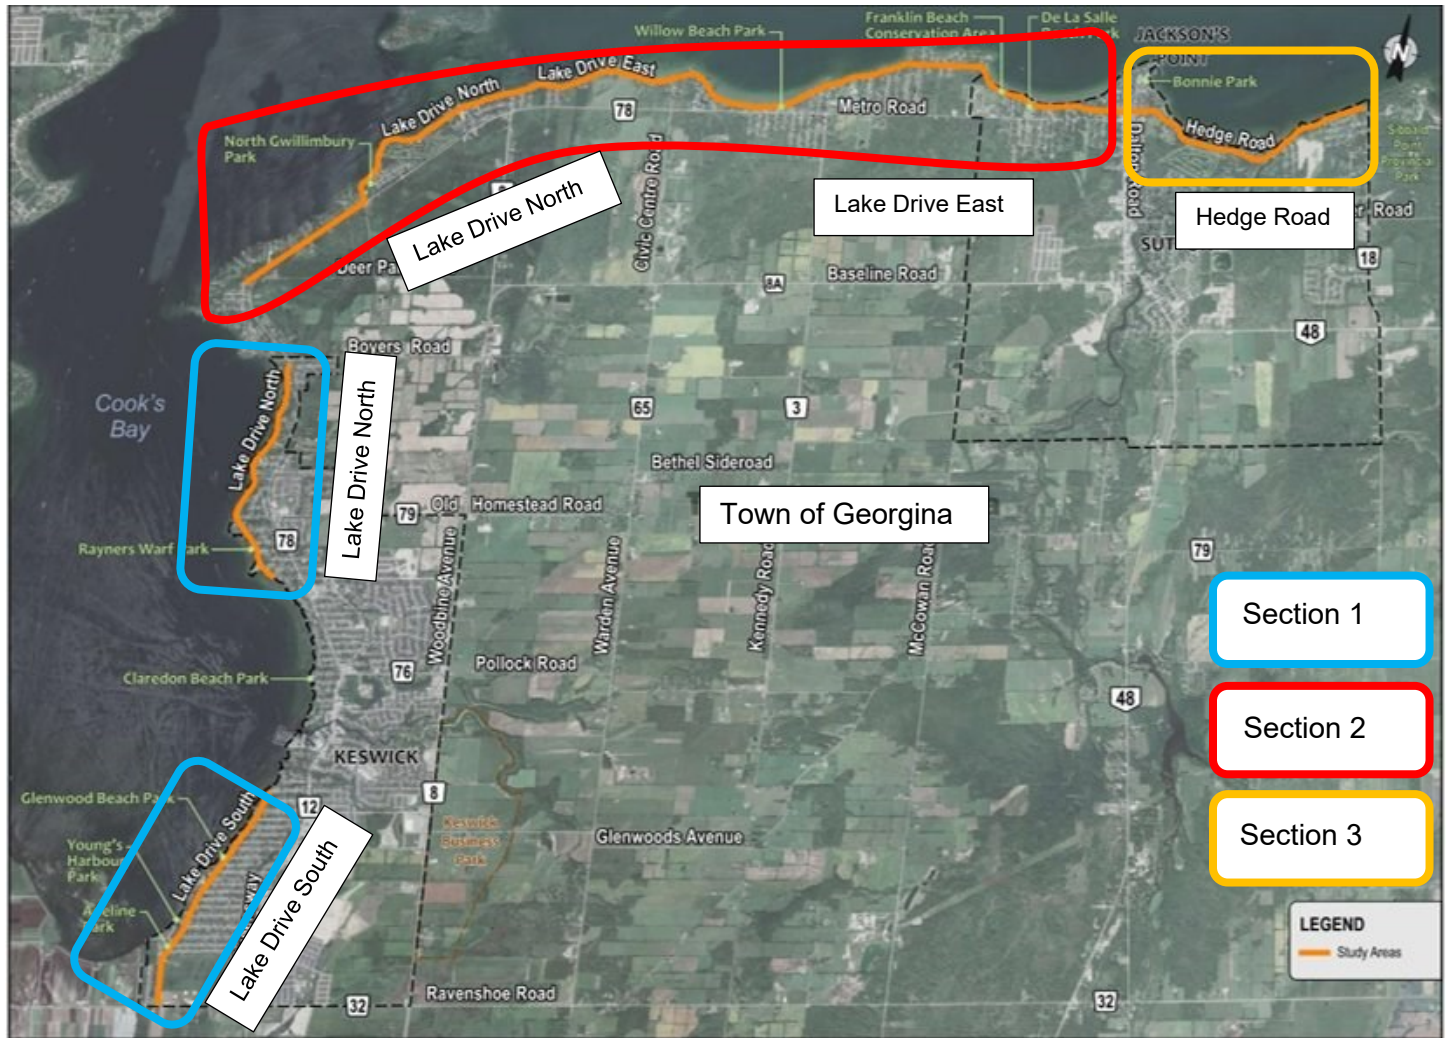 Willow Beach Park
Franklin Beach
Conservation Area
De La Salle
JACKSON'S
POINT
N
Bonnie Park
Lake Drive East
Lake Drive North
78
Metro Road
North Gwillimbury
Park
Hedge Road
Dalton Road
Civic Centre Road
Lake Drive North
Lake Drive East
Hedge Road
Road
18
Deer Pa
8A
Baseline Road
48
Bovers Road
Cook's
Bay
Lake Drive North
Lake Drive North
65
3
Bethel Sideroad
79
Old Homestead Road
Town of Georgina
78
Rayners Warf Park
79
Woodbine Avenue
Warden Avenue
Kennedy Road
McCowan Road
Section 1
Claredon Beach Park
76
Pollock Road
48
Section 2
KESWICK
Glenwood Beach Park
12
8
Keswick
Business
Park
Glenwoods Avenue
Section 3
Young's
Harbour
Park
Lake Drive South
Lake Drive South
LEGEND
Study Areas
32
Ravenshoe Road
32